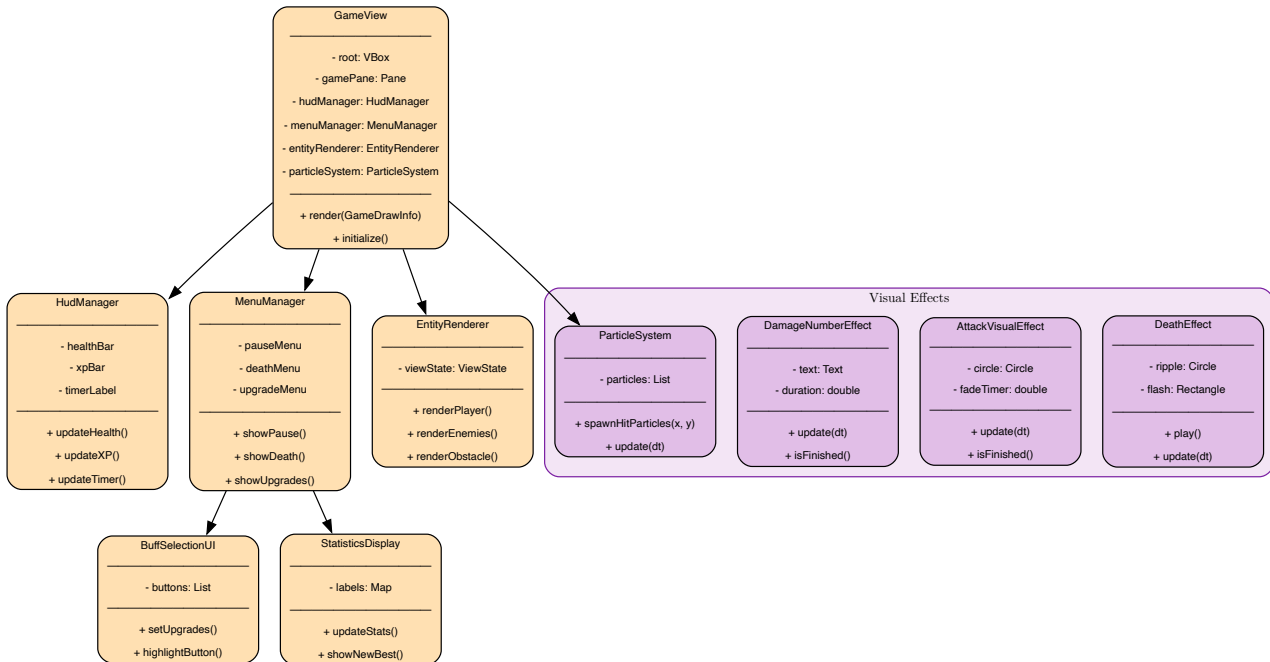 GameView
- root: VBox
- gamePane: Pane
- hudManager: HudManager
- menuManager: MenuManager
- entityRenderer: EntityRenderer
- particleSystem: ParticleSystem
+ render(GameDrawInfo)
+ initialize()
HudManager
- healthBar
- xpBar
- timerLabel
+ updateHealth()
+ updateXP()
+ updateTimer()
MenuManager
- pauseMenu
- deathMenu
- upgradeMenu
+ showPause()
+ showDeath()
+ showUpgrades()
EntityRenderer
- viewState: ViewState
+ renderPlayer()
+ renderEnemies()
+ renderObstacle()
Visual Effects
ParticleSystem
- particles: List
+ spawnHitParticles(x, y)
+ update(dt)
DamageNumberEffect
- text: Text
- duration: double
+ update(dt)
+ isFinished()
AttackVisualEffect
- circle: Circle
- fadeTimer: double
+ update(dt)
+ isFinished()
DeathEffect
- ripple: Circle
- flash: Rectangle
+ play()
+ update(dt)
BuffSelectionUI
- buttons: List
+ setUpgrades()
+ highlightButton()
StatisticsDisplay
- labels: Map
+ updateStats()
+ showNewBest()